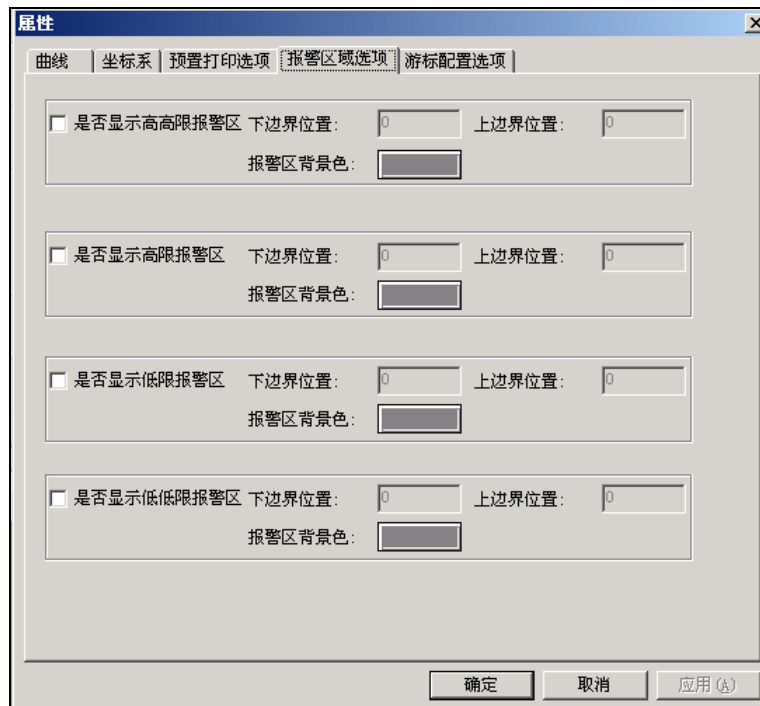 属性
曲线 坐标系 预置打印选项 报警区域选项 游标配置选项
是否显示高高限报警区 下边界位置: 0 上边界位置: 0
报警区背景色:
是否显示高限报警区 下边界位置: 0 上边界位置: 0
报警区背景色:
是否显示低限报警区 下边界位置: 0 上边界位置: 0
报警区背景色:
是否显示低低限报警区 下边界位置: 0 上边界位置: 0
报警区背景色:
确定 取消 应用(A)